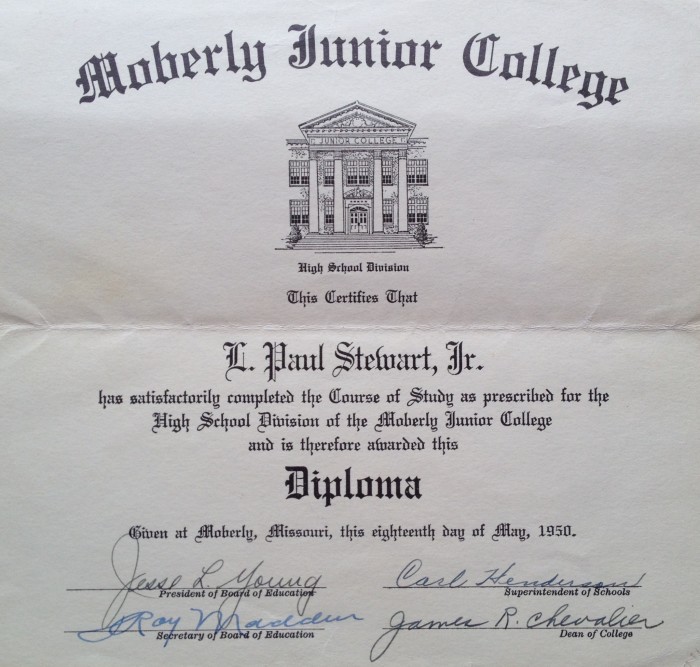 Moberly Junior College
JUNIOR COLLEGE
High School Division
This Certifies That
L. Paul Stewart, Jr.
has satisfactorily completed the Course of Study as prescribed for the
High School Division of the Moberly Junior College
and is therefore awarded this
Diploma
Given at Moberly, Missouri, this eighteenth day of May, 1950.
Jesse L. Young
President of Board of Education
Carl Henderson
Superintendent of Schools
Roy Madden
Secretary of Board of Education
James R. Chevalier
Dean of College